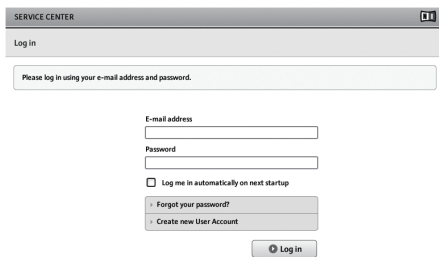 SERVICE CENTER
Log in
Please log in using your e-mail address and password.
E-mail address
Password
Log me in automatically on next startup
Forgot your password?
Create new User Account
Log in